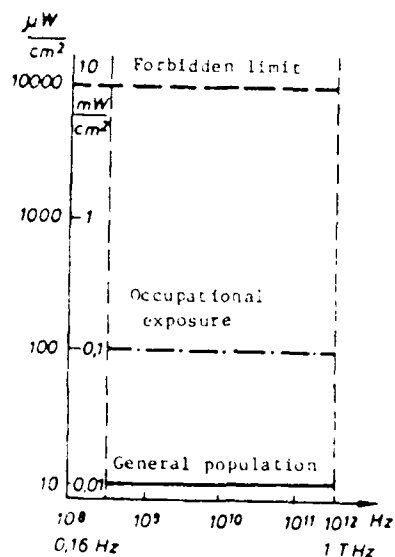 μW
cm²
10 Forbidden limit
10000
mW
cm²
1000 1
Occupational
exposure
100 0,1
General population
10 0,01
10⁸ 10⁹ 10¹⁰ 10¹¹ 10¹² Hz
0,16 Hz 1 THz